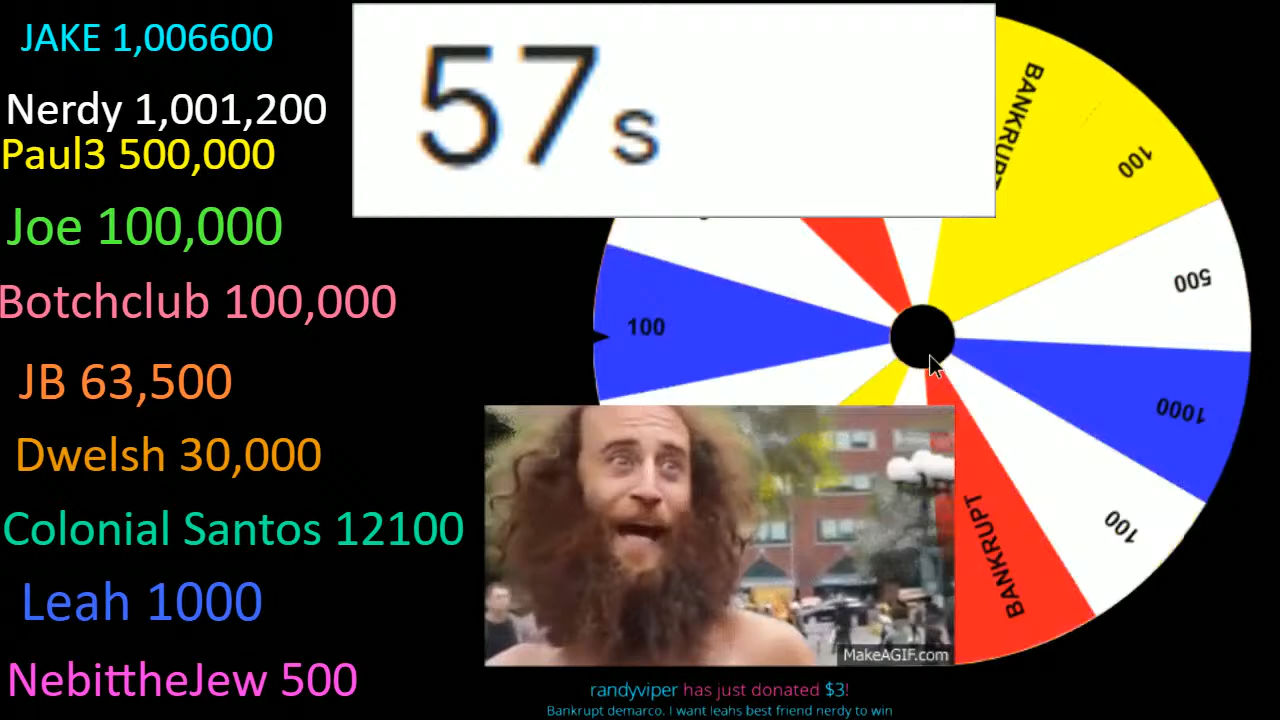 JAKE 1,006600
Nerdy 1,001,200
Paul3 500,000
Joe 100,000
Botchclub 100,000
JB 63,500
Dwelsh 30,000
Colonial Santos 12100
Leah 1000
NebittheJew 500
57s
BANKRUPT
100
500
1000
100
BANKRUPT
100
MakeAGIF.com
randyviper has just donated $3!
Bankrupt demarco. I want leahs best friend nerdy to win